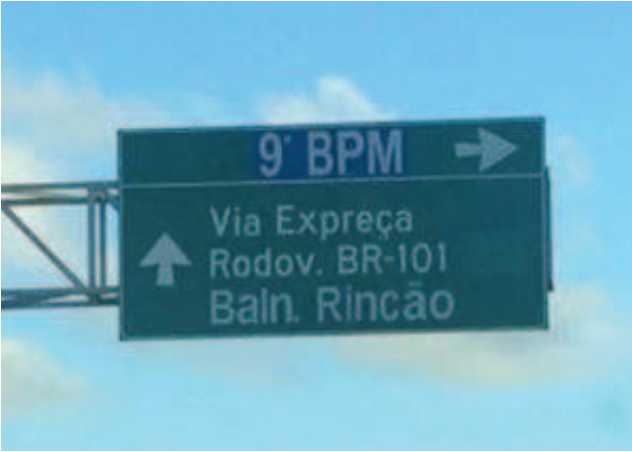 9° BPM
Via Expreça
Rodov. BR-101
Baln. Rincão